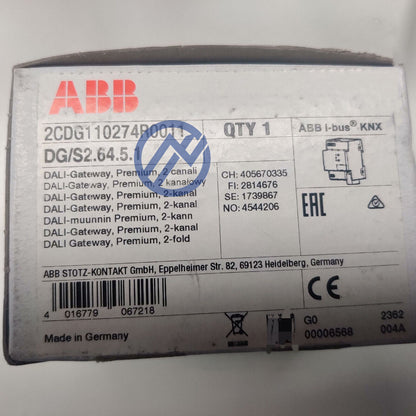 ABB
2CDG110274R0011
QTY 1
ABB i-bus® KNX
DG/S2.64.5.1
DALI-Gateway, Premium, 2 canali
DALI-Gateway, Premium, 2 kanałowy
DALI-Gateway, Premium, 2-kanal
DALI-muunnin Premium, 2-kann
DALI-Gateway, Premium, 2-kanal
DALI-Gateway, Premium, 2-fold
CH: 405670335
FI: 2814676
SE: 1739867
NO: 4544206
EAC
ABB STOTZ-KONTAKT GmbH, Eppelheimer Str. 82, 69123 Heidelberg, Germany
4 016779 067218
CE
Made in Germany
G0
00006568
2362
004A